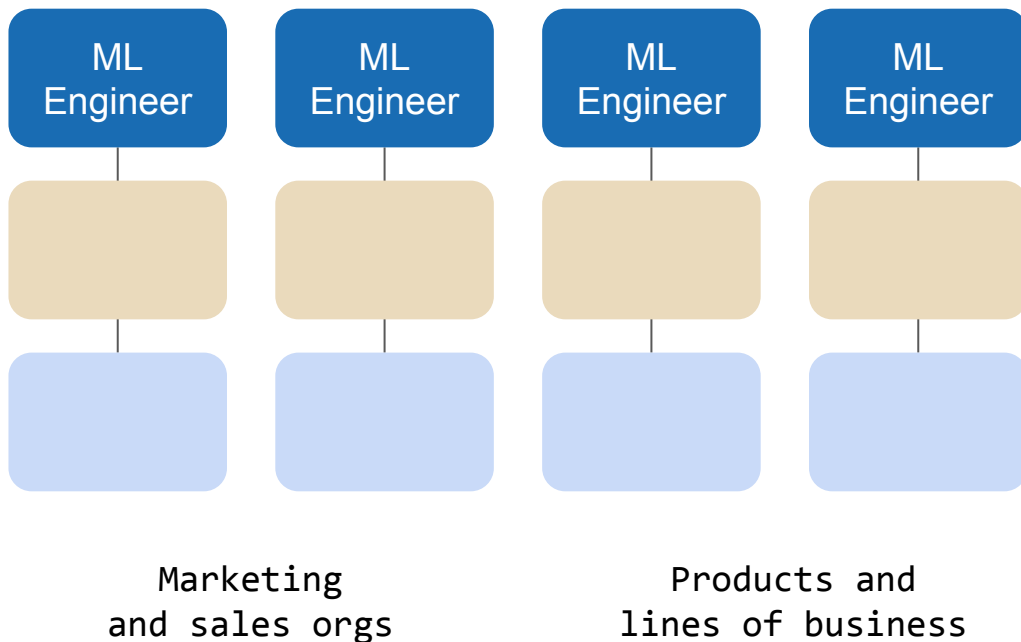 ML
Engineer
ML
Engineer
ML
Engineer
ML
Engineer
Marketing
and sales orgs
Products and
lines of business